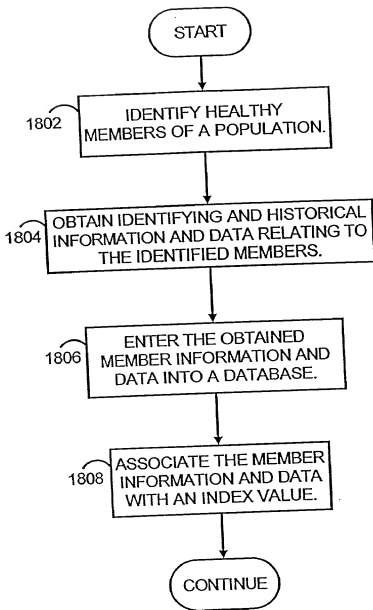 START
1802
IDENTIFY HEALTHY
MEMBERS OF A POPULATION.
1804
OBTAIN IDENTIFYING AND HISTORICAL
INFORMATION AND DATA RELATING TO
THE IDENTIFIED MEMBERS.
1806
ENTER THE OBTAINED
MEMBER INFORMATION AND
DATA INTO A DATABASE.
1808
ASSOCIATE THE MEMBER
INFORMATION AND DATA
WITH AN INDEX VALUE.
CONTINUE